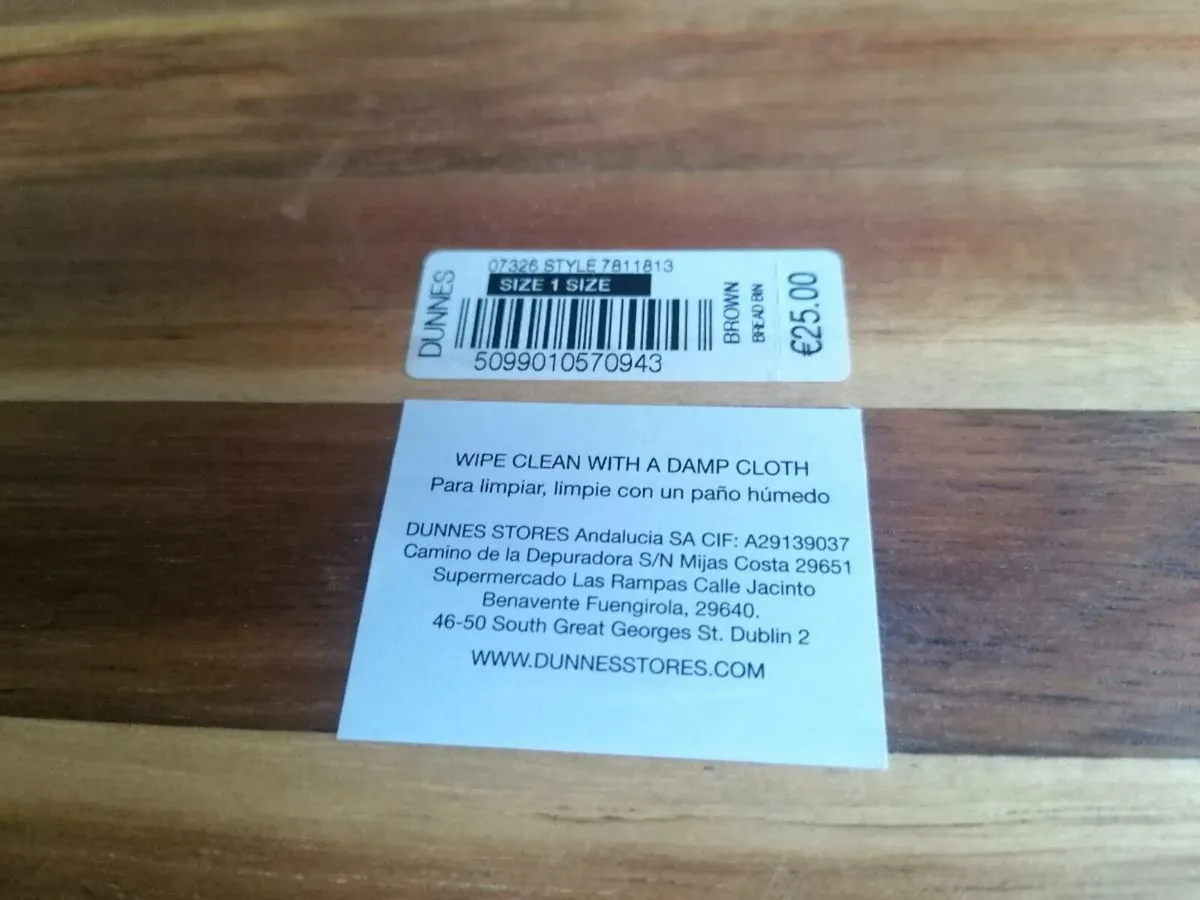 DUNNES
07326 STYLE 7811813
SIZE 1 SIZE
5099010570943
BROWN
BREAD BIN
€25.00
WIPE CLEAN WITH A DAMP CLOTH
Para limpiar, limpie con un paño húmedo
DUNNES STORES Andalucia SA CIF: A29139037
Camino de la Depuradora S/N Mijas Costa 29651
Supermercado Las Rampas Calle Jacinto
Benavente Fuengirola, 29640.
46-50 South Great Georges St. Dublin 2
WWW.DUNNESSTORES.COM